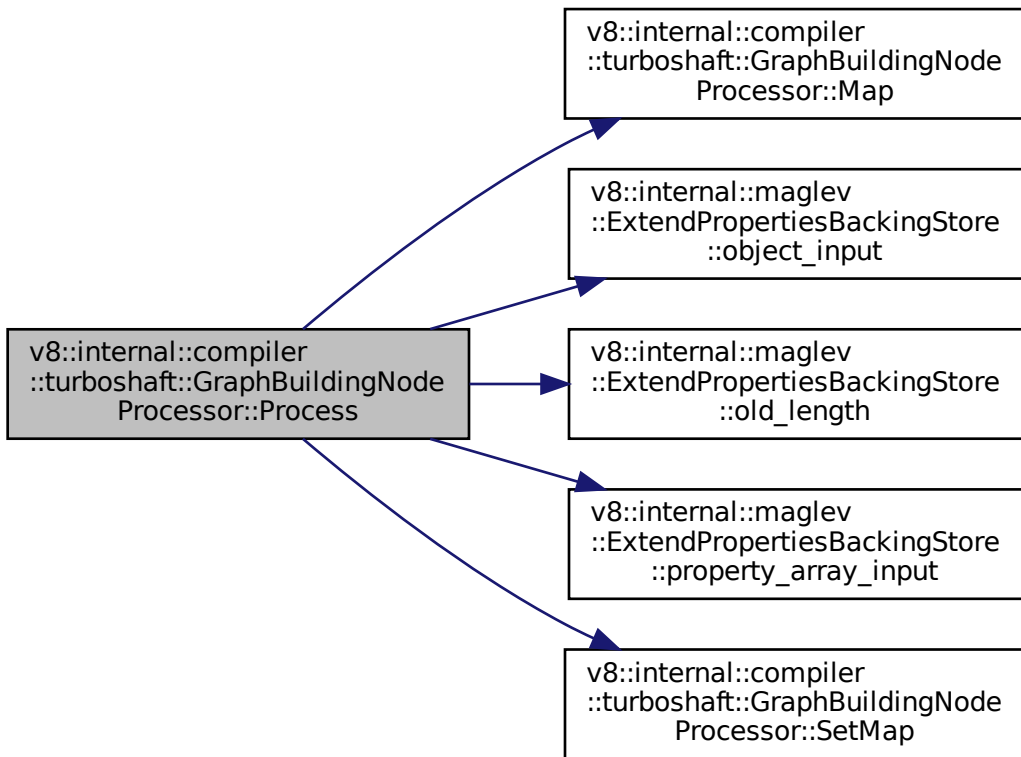 v8::internal::compiler
::turboshaft::GraphBuildingNode
Processor::Process
v8::internal::compiler
::turboshaft::GraphBuildingNode
Processor::Map
v8::internal::maglev
::ExtendPropertiesBackingStore
::object_input
v8::internal::maglev
::ExtendPropertiesBackingStore
::old_length
v8::internal::maglev
::ExtendPropertiesBackingStore
::property_array_input
v8::internal::compiler
::turboshaft::GraphBuildingNode
Processor::SetMap